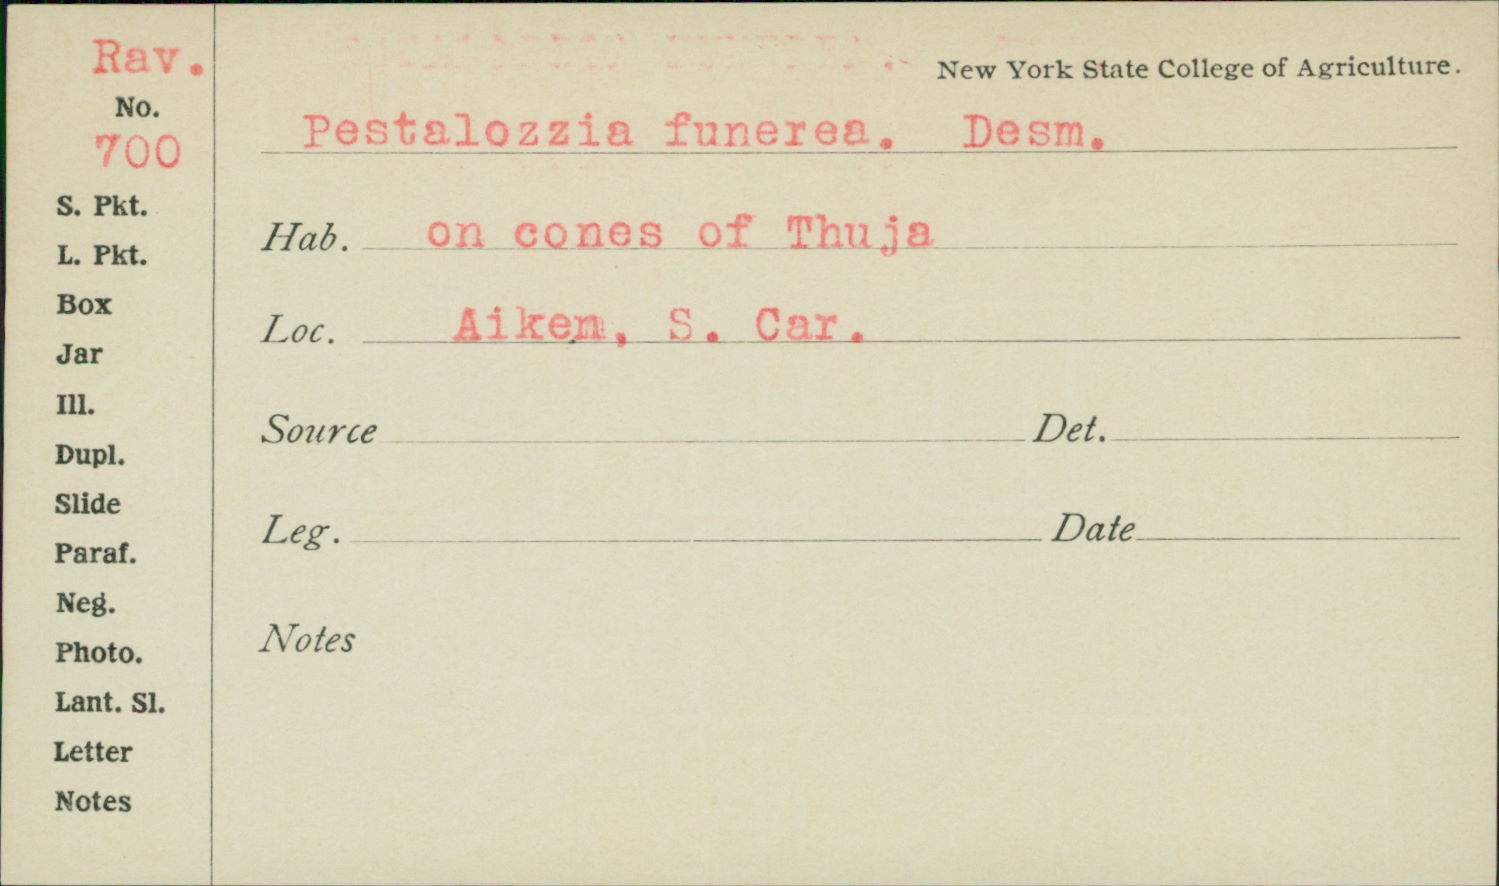 Rav.
No.
700
S. Pkt.
L. Pkt.
Box
Jar
Ill.
Dupl.
Slide
Paraf.
Neg.
Photo.
Lant. Sl.
Letter
Notes
New York State College of Agriculture.
Pestalozzia funerea. Desm.
Hab. on cones of Thuja
Loc. Aiken, S. Car.
Source Det.
Leg. Date
Notes